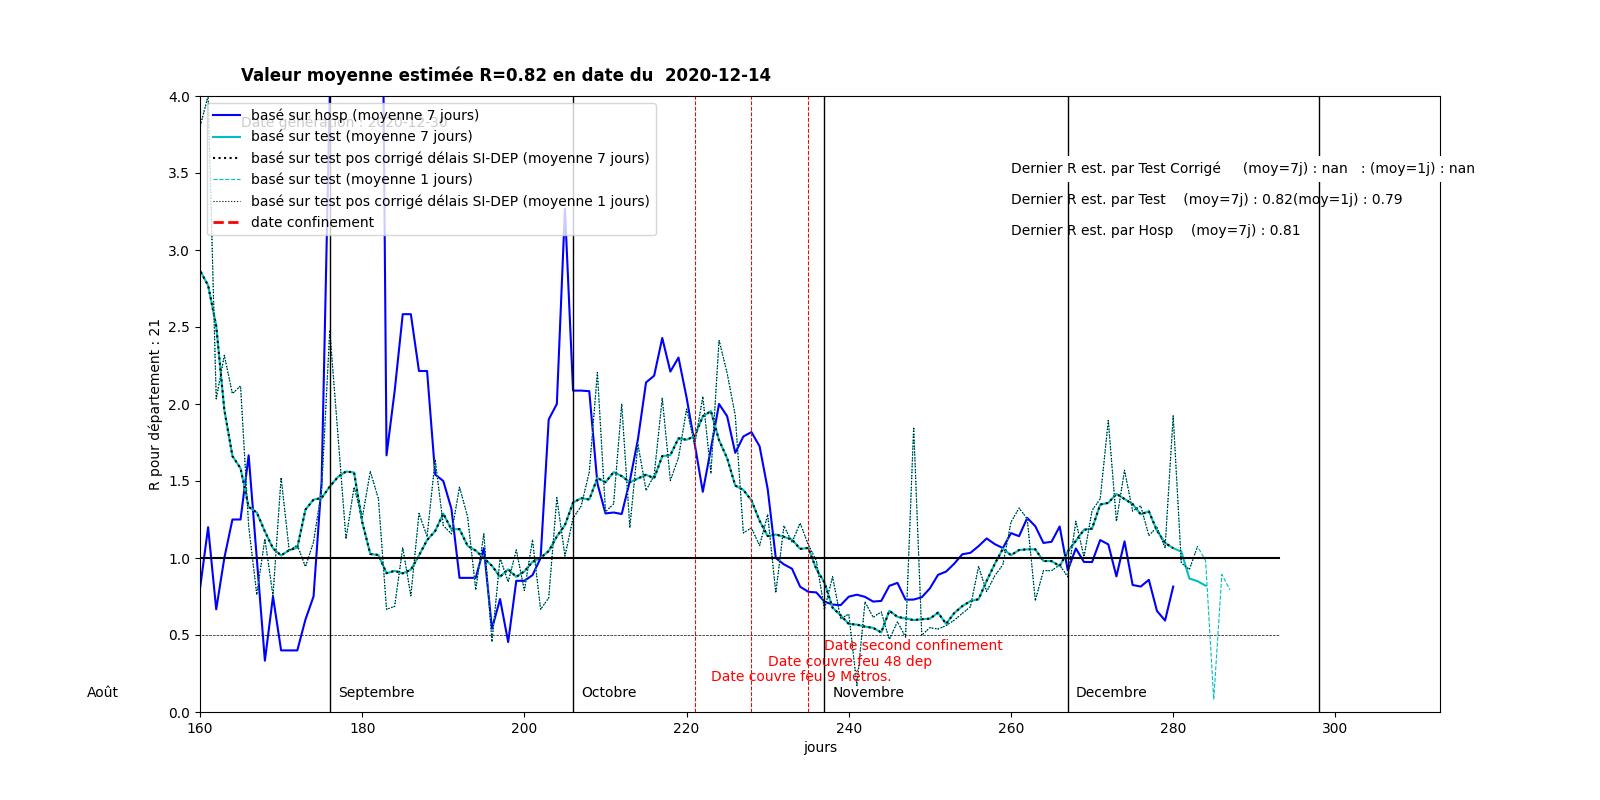 Valeur moyenne estimée R=0.82 en date du  2020-12-14
Date génération : 2020-12-30
basé sur hosp (moyenne 7 jours)
basé sur test (moyenne 7 jours)
basé sur test pos corrigé délais SI-DEP (moyenne 7 jours)
basé sur test (moyenne 1 jours)
basé sur test pos corrigé délais SI-DEP (moyenne 1 jours)
date confinement
Dernier R est. par Test Corrigé     (moy=7j) : nan   : (moy=1j) : nan
Dernier R est. par Test    (moy=7j) : 0.82(moy=1j) : 0.79
Dernier R est. par Hosp    (moy=7j) : 0.81
4.0
3.5
3.0
2.5
2.0
1.5
1.0
0.5
0.0
R pour département : 21
Date second confinement
Date couvre feu 48 dep
Date couvre feu 9 Métros.
Août
Septembre
Octobre
Novembre
Decembre
160 180 200 220 240 260 280 300
jours